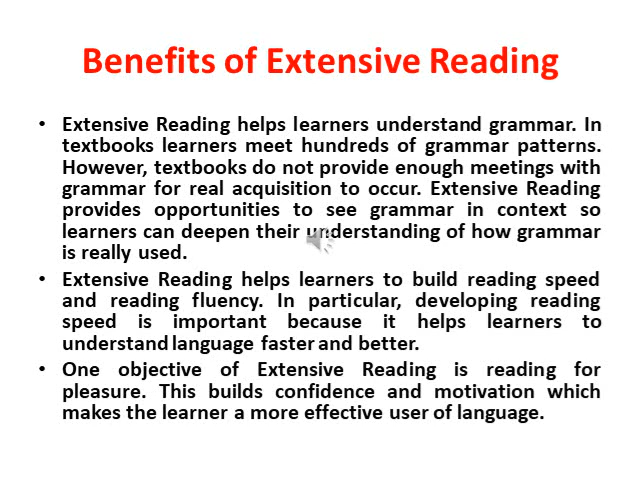 Benefits of Extensive Reading
• Extensive Reading helps learners understand grammar. In
textbooks learners meet hundreds of grammar patterns.
However, textbooks do not provide enough meetings with
grammar for real acquisition to occur. Extensive Reading
provides opportunities to see grammar in context so
learners can deepen their understanding of how grammar
is really used.
• Extensive Reading helps learners to build reading speed
and reading fluency. In particular, developing reading
speed is important because it helps learners to
understand language faster and better.
• One objective of Extensive Reading is reading for
pleasure. This builds confidence and motivation which
makes the learner a more effective user of language.